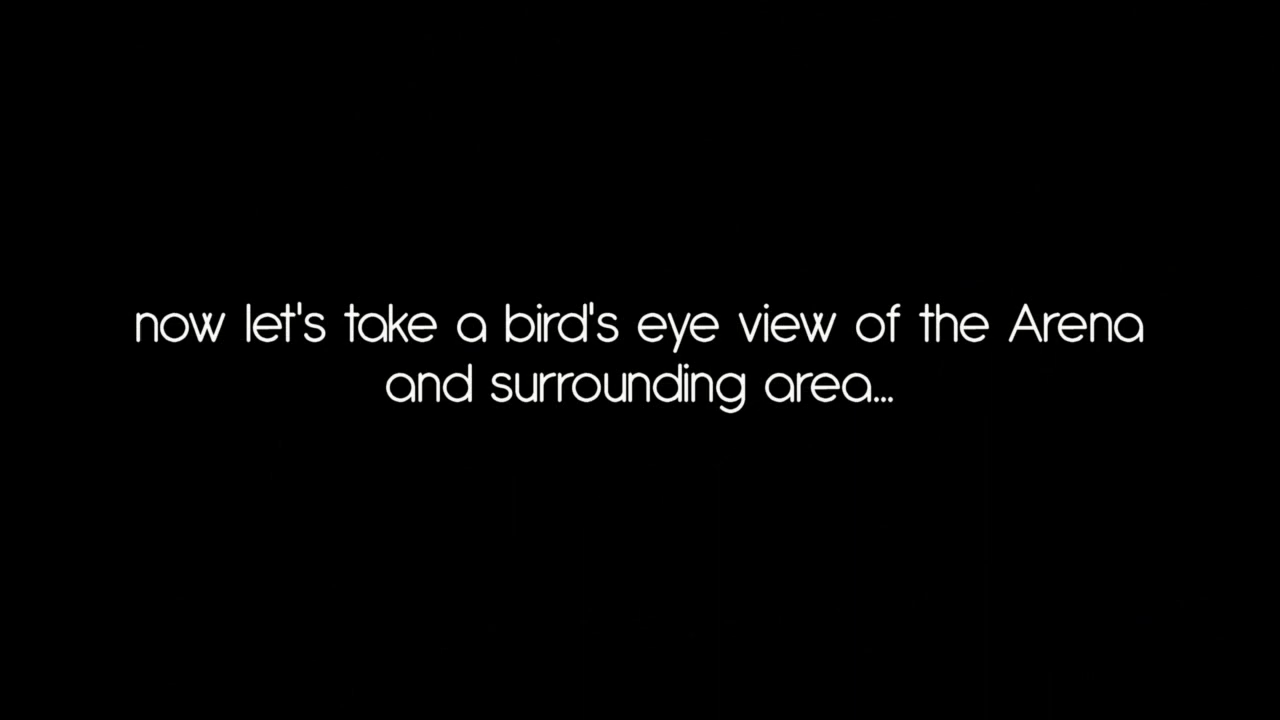 now let's take a bird's eye view of the Arena
and surrounding area...